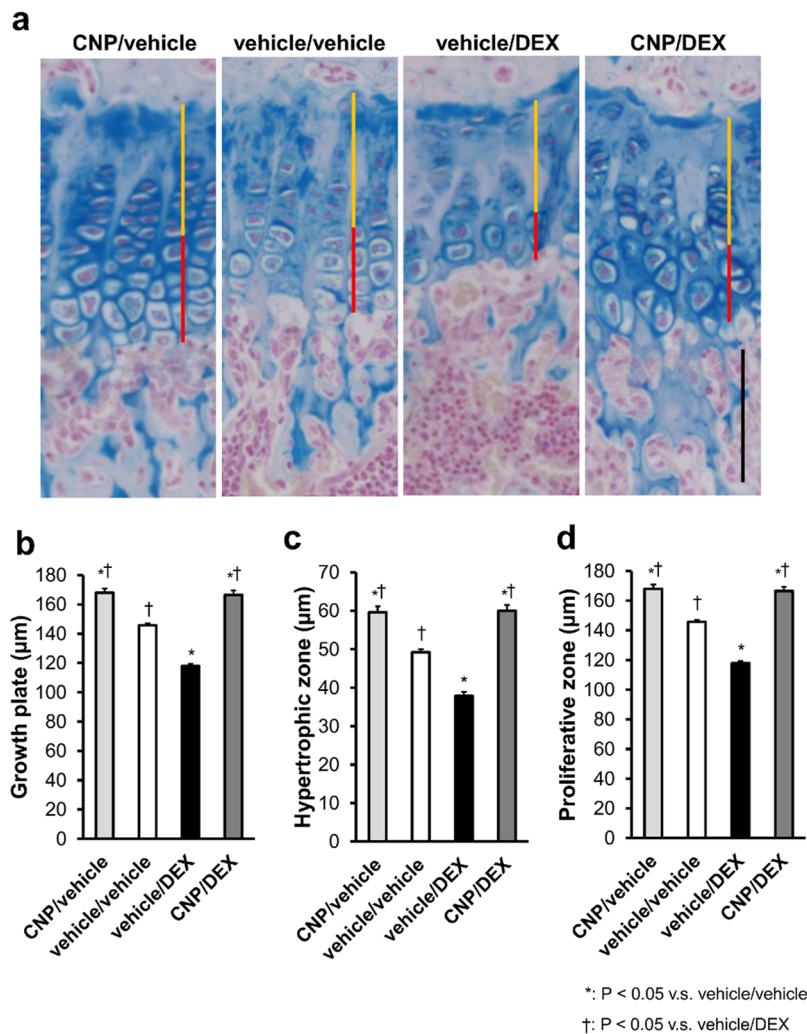 a
CNP/vehicle
vehicle/vehicle
vehicle/DEX
CNP/DEX
b
Growth plate (μm)
180
160
140
120
100
80
60
40
20
0
*†
†
*
*†
CNP/vehicle
vehicle/vehicle
vehicle/DEX
CNP/DEX
c
Hypertrophic zone (μm)
70
60
50
40
30
20
10
0
*†
†
*
*†
CNP/vehicle
vehicle/vehicle
vehicle/DEX
CNP/DEX
d
Proliferative zone (μm)
180
160
140
120
100
80
60
40
20
0
*†
†
*
*†
CNP/vehicle
vehicle/vehicle
vehicle/DEX
CNP/DEX
*: P < 0.05 v.s. vehicle/vehicle
†: P < 0.05 v.s. vehicle/DEX